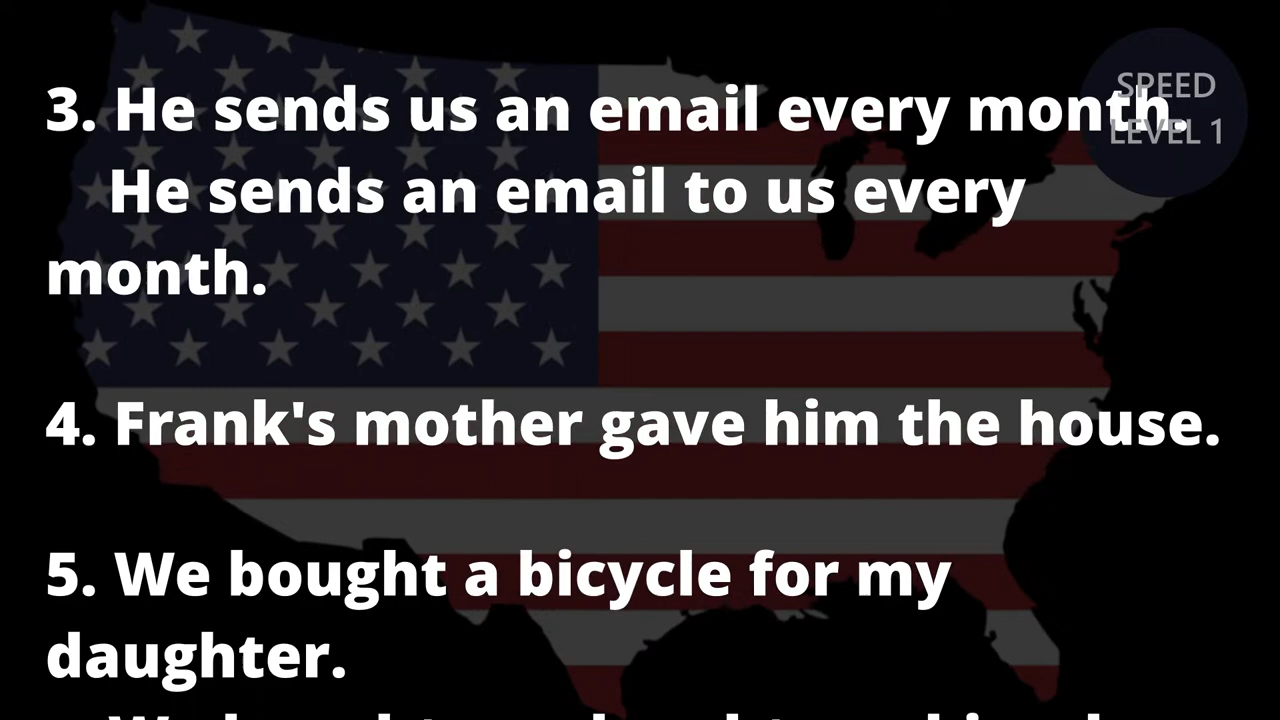 SPEED
LEVEL 1
3. He sends us an email every month.
He sends an email to us every
month.
4. Frank's mother gave him the house.
5. We bought a bicycle for my
daughter.